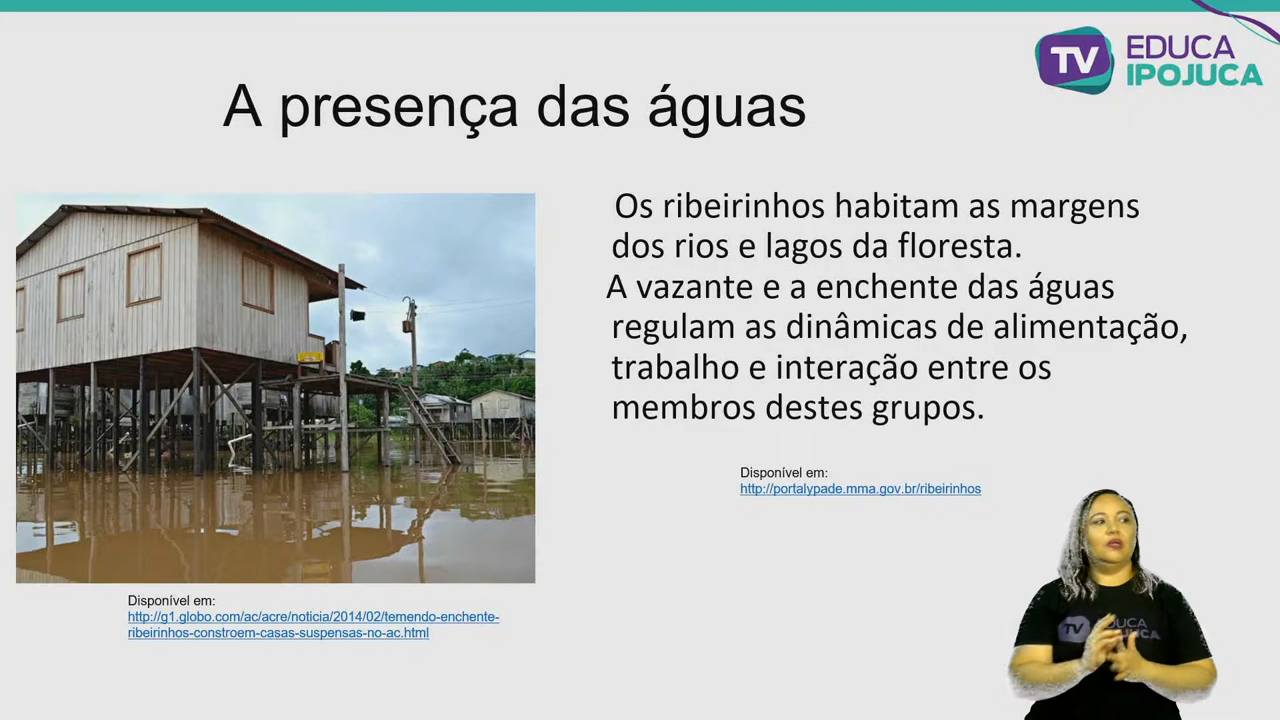 TV EDUCA
IPOJUCA
A presença das águas
Os ribeirinhos habitam as margens
dos rios e lagos da floresta.
A vazante e a enchente das águas
regulam as dinâmicas de alimentação,
trabalho e interação entre os
membros destes grupos.
Disponível em:
http://portalypade.mma.gov.br/ribeirinhos
Disponível em:
http://g1.globo.com/ac/acre/noticia/2014/02/temendo-enchente-
ribeirinhos-constroem-casas-suspensas-no-ac.html
TV